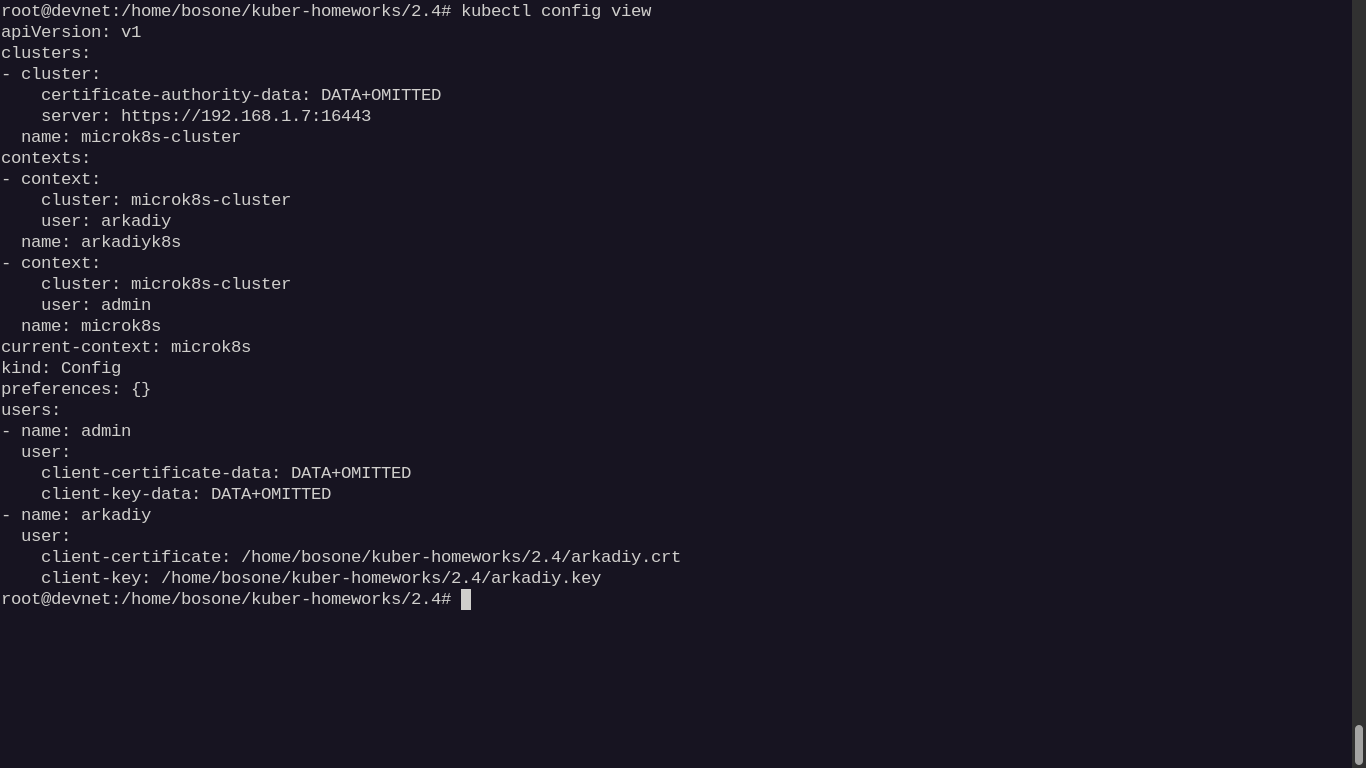 root@devnet:/home/bosone/kuber-homeworks/2.4# kubectl config view
apiVersion: v1
clusters:
- cluster:
    certificate-authority-data: DATA+OMITTED
    server: https://192.168.1.7:16443
  name: microk8s-cluster
contexts:
- context:
    cluster: microk8s-cluster
    user: arkadiy
  name: arkadiyk8s
- context:
    cluster: microk8s-cluster
    user: admin
  name: microk8s
current-context: microk8s
kind: Config
preferences: {}
users:
- name: admin
  user:
    client-certificate-data: DATA+OMITTED
    client-key-data: DATA+OMITTED
- name: arkadiy
  user:
    client-certificate: /home/bosone/kuber-homeworks/2.4/arkadiy.crt
    client-key: /home/bosone/kuber-homeworks/2.4/arkadiy.key
root@devnet:/home/bosone/kuber-homeworks/2.4#